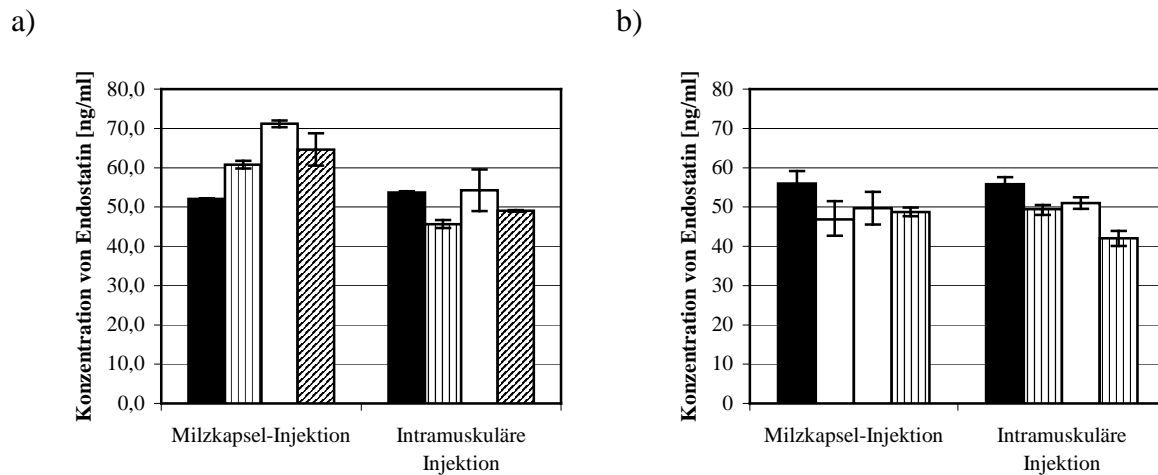 a)
Konzentration von Endostatin [ng/ml]
80,0
70,0
60,0
50,0
40,0
30,0
20,0
10,0
0,0
Milzkapsel-Injektion
Intramuskuläre
Injektion
b)
Konzentration von Endostatin [ng/ml]
80
70
60
50
40
30
20
10
0
Milzkapsel-Injektion
Intramuskuläre
Injektion